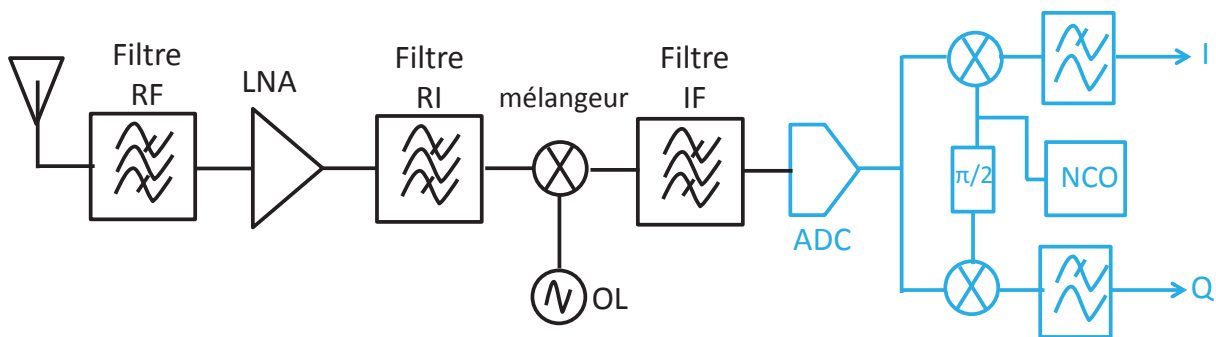 Filtre
RF
LNA
Filtre
RI
mélangeur
Filtre
IF
OL
ADC
π/2
NCO
I
Q